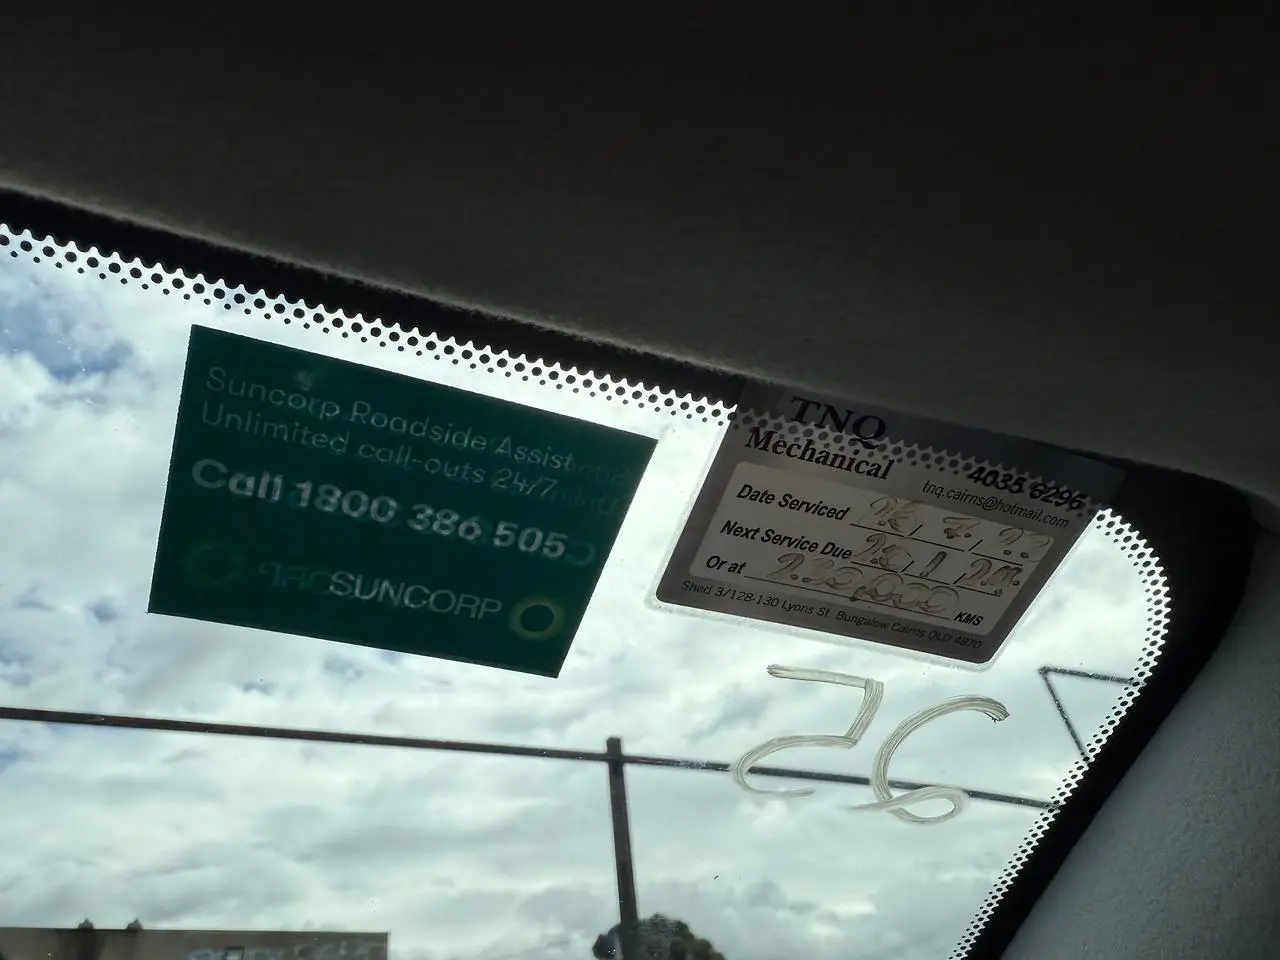 Suncorp Roadside Assist
Unlimited call-outs 24/7
Call 1800 386 505
SUNCORP
TNQ
Mechanical
4035 6296
tnq.cairns@hotmail.com
Date Serviced
Next Service Due
Or at 230,000 KMS
Shed 3/128-130 Lyons St Bungalow Cairns QLD 4870